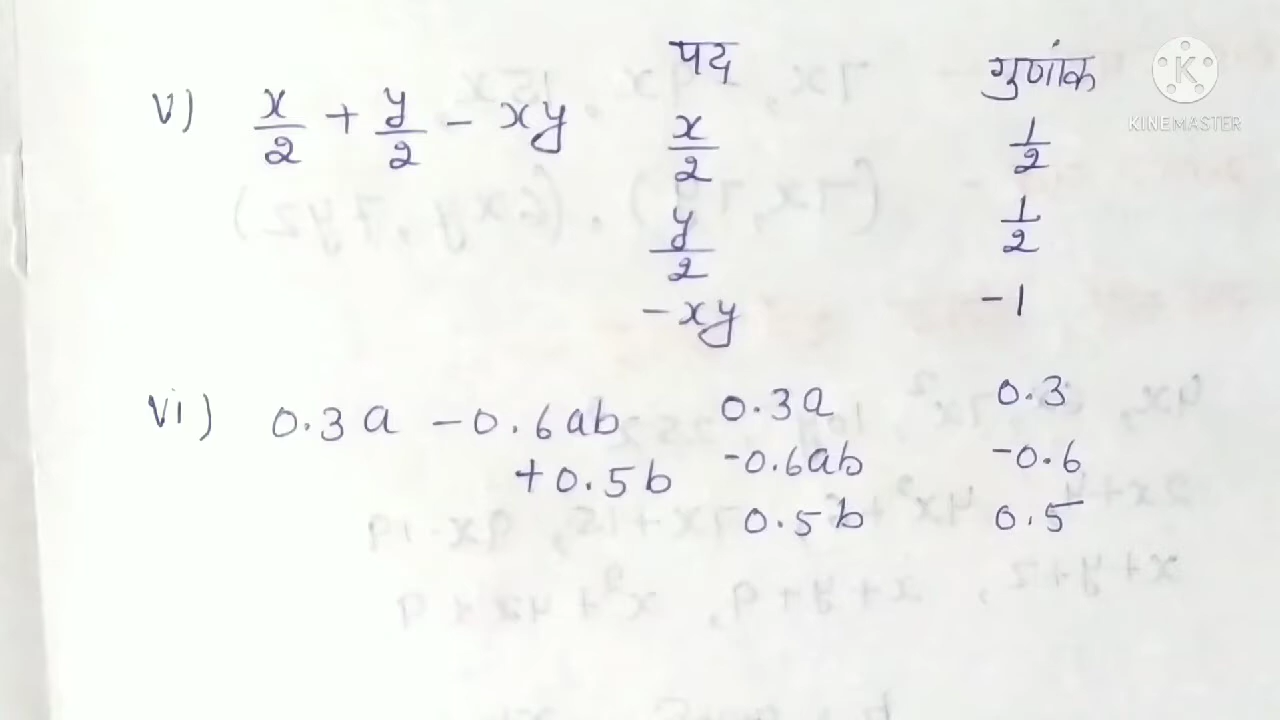 पद गुणांक
v) x/2 + y/2 - xy x/2 1/2
y/2 1/2
-xy -1
vi) 0.3a - 0.6ab 0.3a 0.3
+0.5b -0.6ab -0.6
0.5b 0.5
K
KINEMASTER